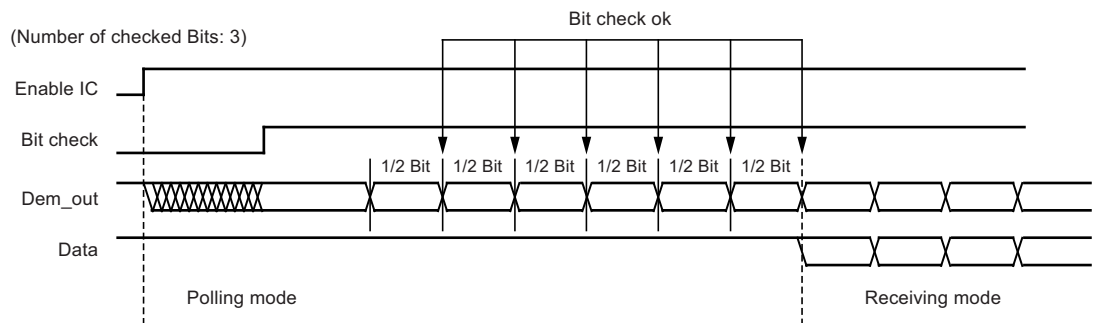 Bit check ok
(Number of checked Bits: 3)
Enable IC
Bit check
1/2 Bit 1/2 Bit 1/2 Bit 1/2 Bit 1/2 Bit 1/2 Bit
Dem_out
Data
Polling mode Receiving mode